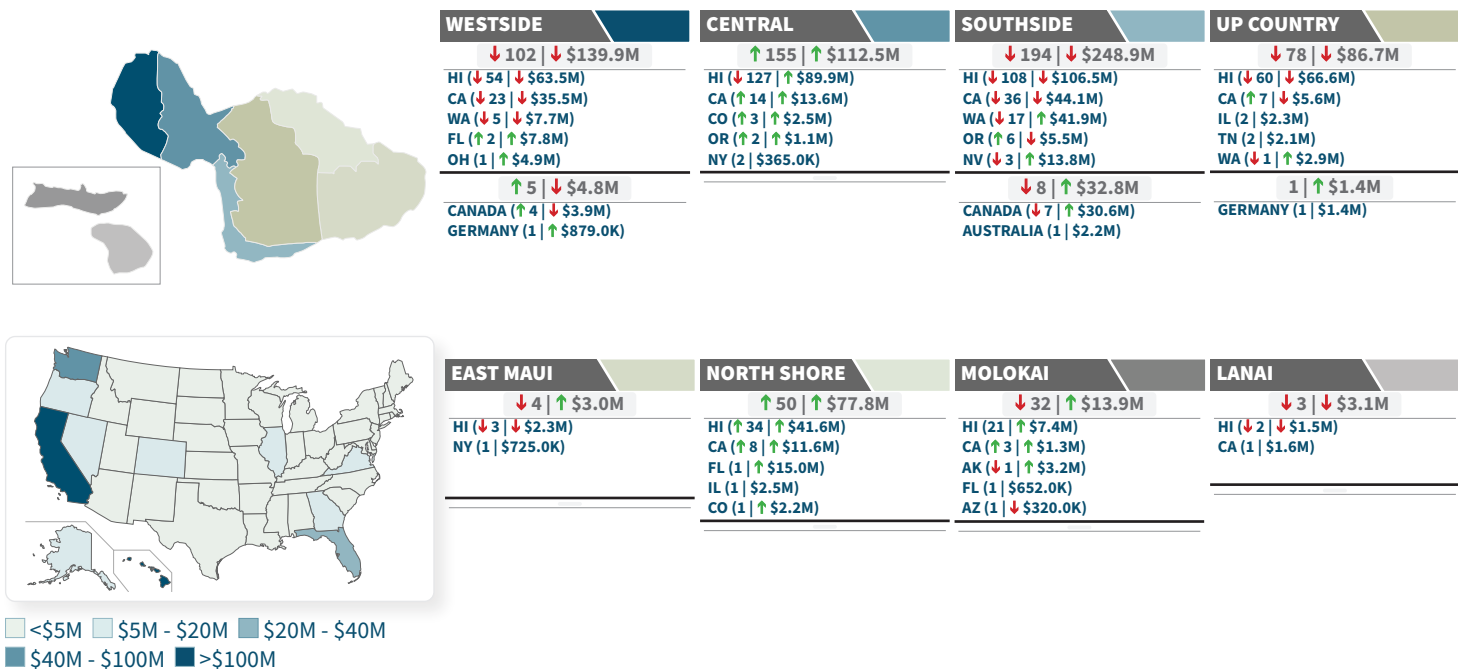 WESTSIDE
↓ 102 | ↓ $139.9M
HI (↓ 54 | ↓ $63.5M)
CA (↓ 23 | ↓ $35.5M)
WA (↓ 5 | ↓ $7.7M)
FL (↑ 2 | ↑ $7.8M)
OH (1 | ↑ $4.9M)
↑ 5 | ↓ $4.8M
CANADA (↑ 4 | ↓ $3.9M)
GERMANY (1 | ↑ $879.0K)
CENTRAL
↑ 155 | ↑ $112.5M
HI (↓ 127 | ↑ $89.9M)
CA (↑ 14 | ↑ $13.6M)
CO (↑ 3 | ↑ $2.5M)
OR (↑ 2 | ↑ $1.1M)
NY (2 | $365.0K)
SOUTHSIDE
↓ 194 | ↓ $248.9M
HI (↓ 108 | ↓ $106.5M)
CA (↓ 36 | ↓ $44.1M)
WA (↓ 17 | ↑ $41.9M)
OR (↑ 6 | ↓ $5.5M)
NV (↓ 3 | ↑ $13.8M)
↓ 8 | ↑ $32.8M
CANADA (↓ 7 | ↑ $30.6M)
AUSTRALIA (1 | $2.2M)
UP COUNTRY
↓ 78 | ↓ $86.7M
HI (↓ 60 | ↓ $66.6M)
CA (↑ 7 | ↓ $5.6M)
IL (2 | $2.3M)
TN (2 | $2.1M)
WA (↓ 1 | ↑ $2.9M)
1 | ↑ $1.4M
GERMANY (1 | $1.4M)
EAST MAUI
↓ 4 | ↑ $3.0M
HI (↓ 3 | ↓ $2.3M)
NY (1 | $725.0K)
NORTH SHORE
↑ 50 | ↑ $77.8M
HI (↑ 34 | ↑ $41.6M)
CA (↑ 8 | ↑ $11.6M)
FL (1 | ↑ $15.0M)
IL (1 | $2.5M)
CO (1 | ↑ $2.2M)
MOLOKAI
↓ 32 | ↑ $13.9M
HI (21 | ↑ $7.4M)
CA (↑ 3 | ↑ $1.3M)
AK (↓ 1 | ↑ $3.2M)
FL (1 | $652.0K)
AZ (1 | ↓ $320.0K)
LANAI
↓ 3 | ↓ $3.1M
HI (↓ 2 | ↓ $1.5M)
CA (1 | $1.6M)
<$5M $5M - $20M $20M - $40M
$40M - $100M >$100M